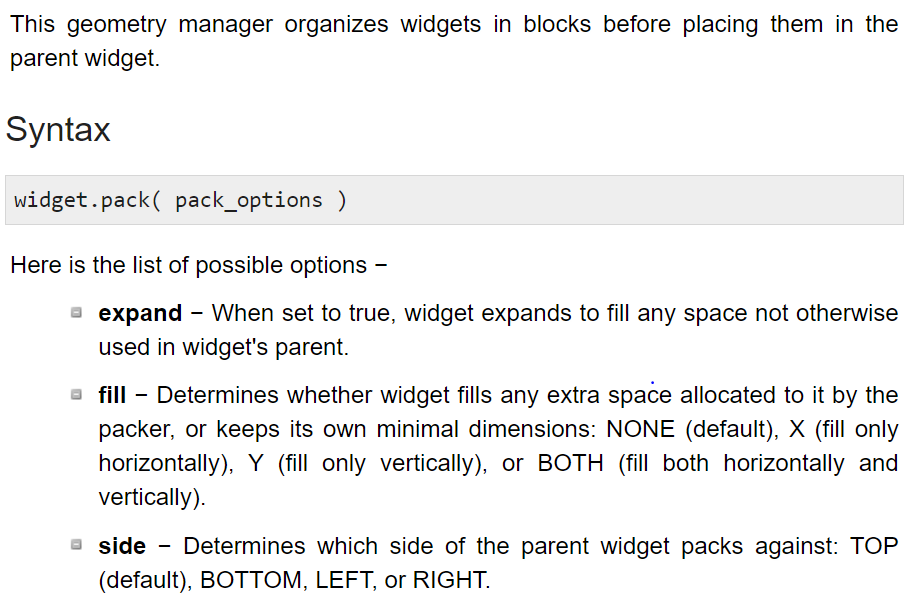 This geometry manager organizes widgets in blocks before placing them in the
parent widget.
Syntax
widget.pack( pack_options )
Here is the list of possible options −
expand − When set to true, widget expands to fill any space not otherwise
used in widget's parent.
fill − Determines whether widget fills any extra space allocated to it by the
packer, or keeps its own minimal dimensions: NONE (default), X (fill only
horizontally), Y (fill only vertically), or BOTH (fill both horizontally and
vertically).
side − Determines which side of the parent widget packs against: TOP
(default), BOTTOM, LEFT, or RIGHT.